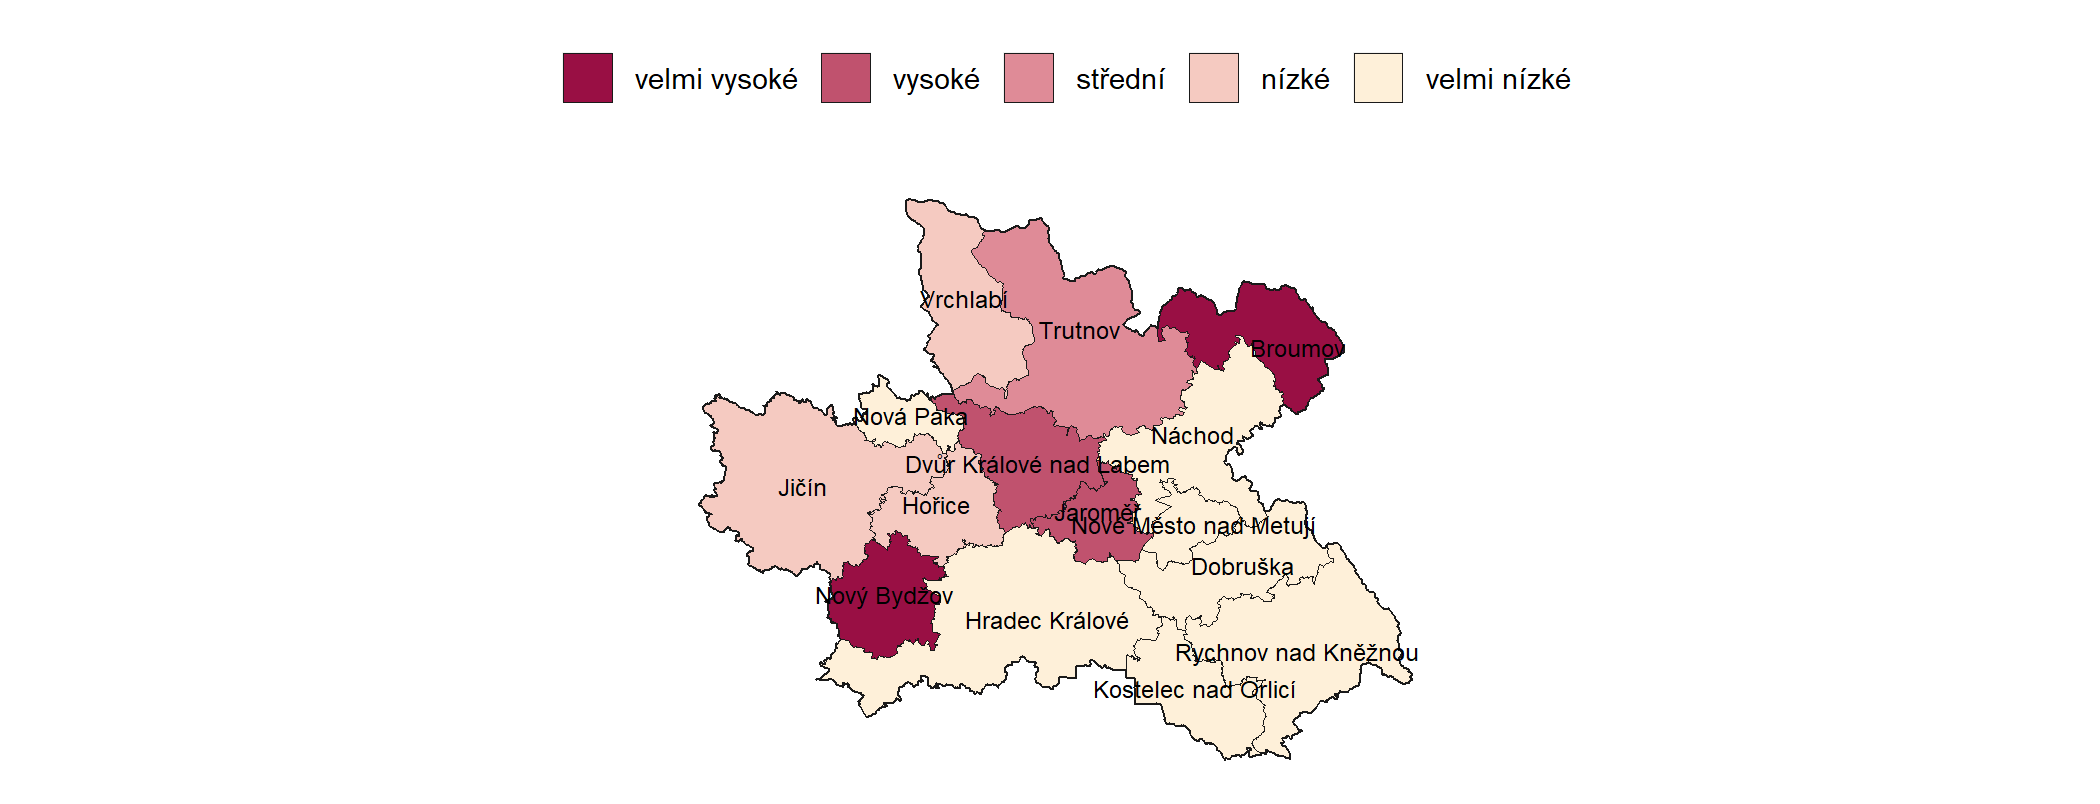 velmi vysoké vysoké střední nízké velmi nízké
Vrchlabí
Trutnov
Broumov
Nová Paka
Náchod
Dvůr Králové nad Labem
Jičín
Hořice
Jaroměř
Nové Město nad Metují
Dobruška
Nový Bydžov
Hradec Králové
Rychnov nad Kněžnou
Kostelec nad Orlicí